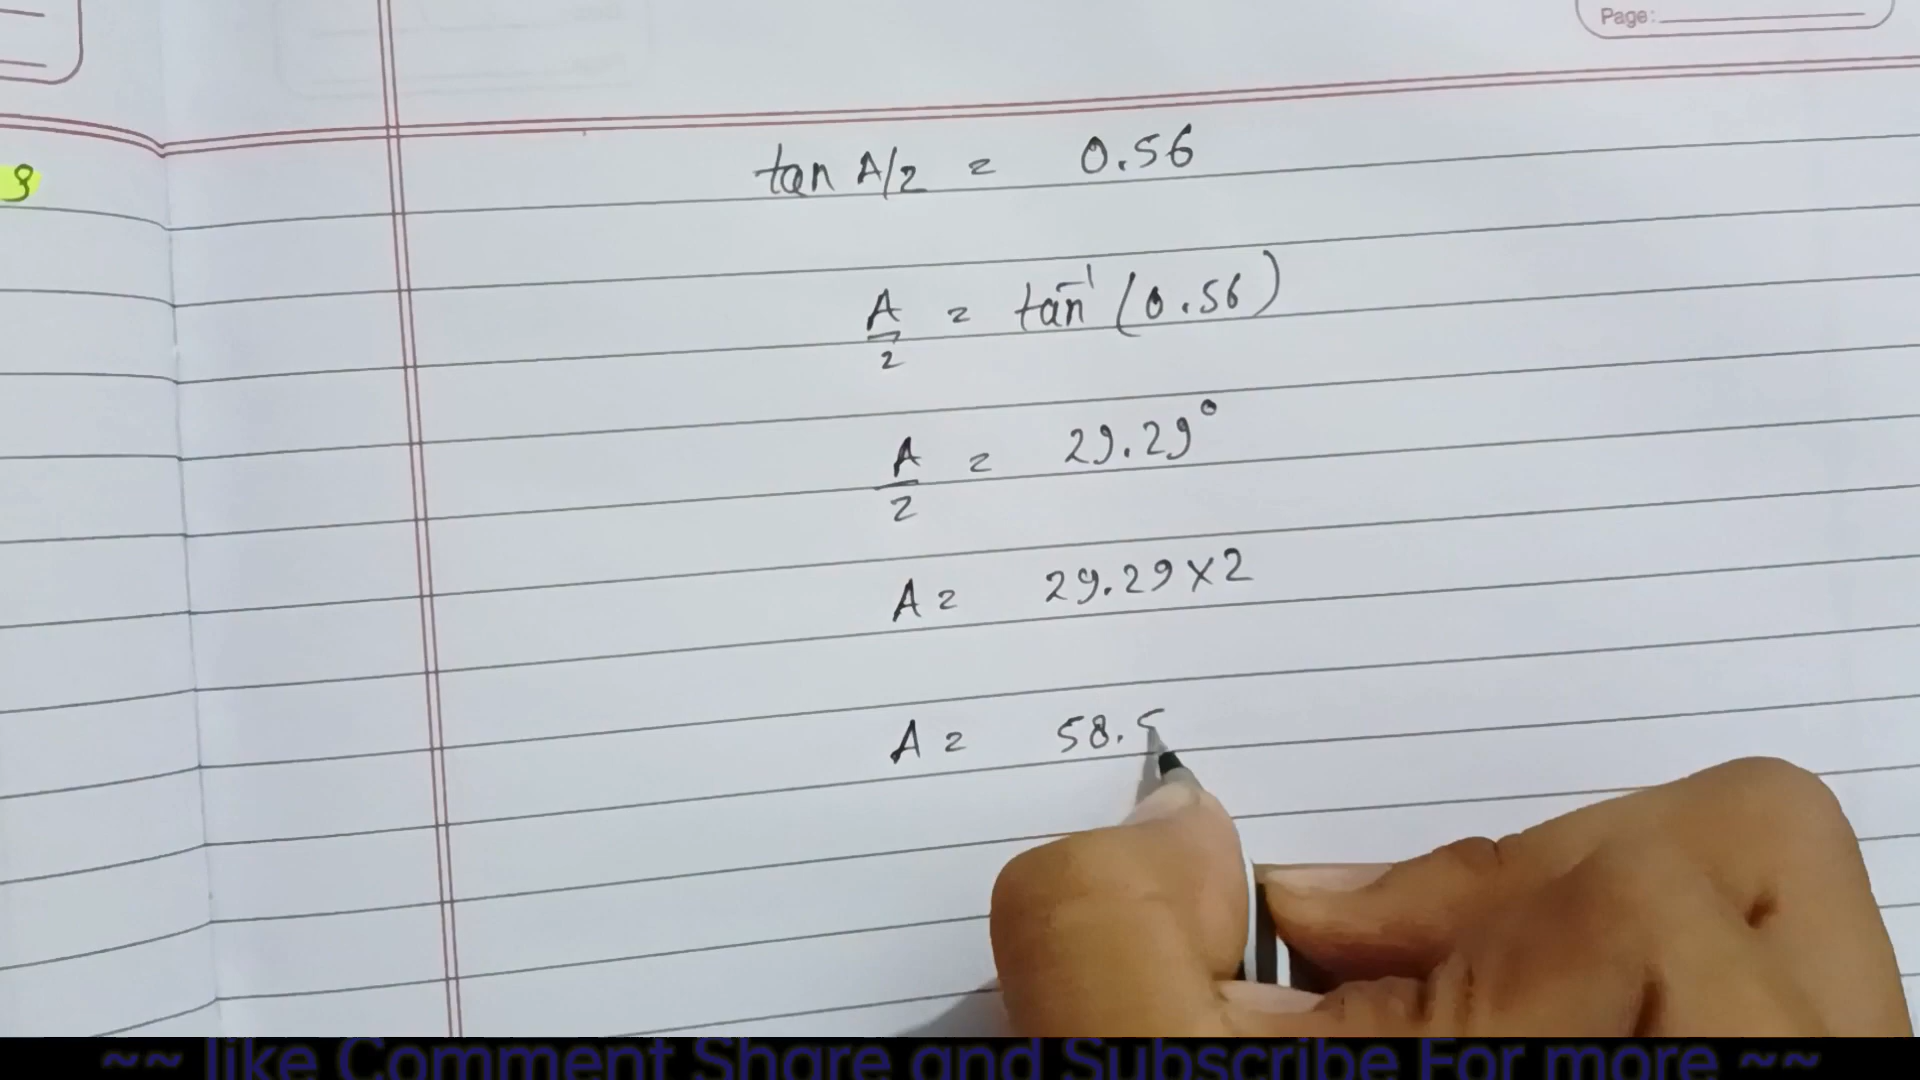 Page:
9
tan A/2 = 0.56
A/2 = tan⁻¹ (0.56)
A/2 = 29.29°
A = 29.29 × 2
A = 58.5
~~ like Comment Share and Subscribe For more ~~